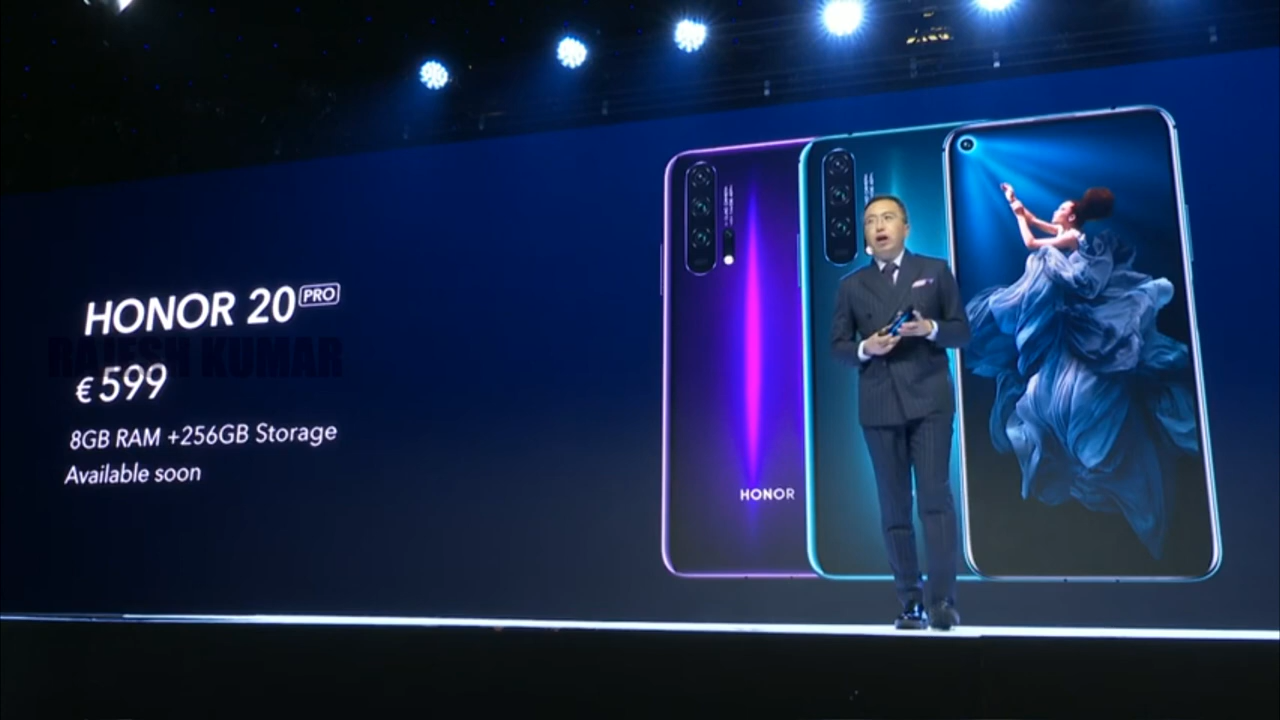 HONOR 20 PRO
RAJESH KUMAR
€ 599
8GB RAM +256GB Storage
Available soon
HONOR